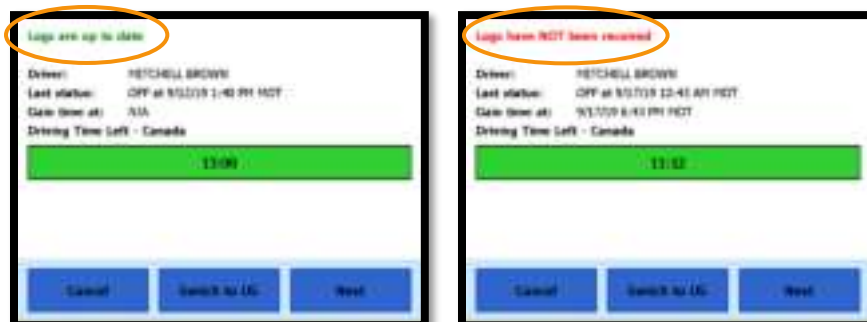 Logs are up to date
Driver: MITCHELL BROWN
Last status: OFF at 9/12/19 1:40 PM MDT
Gain time at: N/A
Driving Time Left - Canada
13:00
Cancel
Switch to US
Next
Logs have NOT been received
Driver: MITCHELL BROWN
Last status: OFF at 9/17/19 12:43 AM MDT
Gain time at: 9/17/19 6:43 PM MDT
Driving Time Left - Canada
Cancel
Switch to US
Next